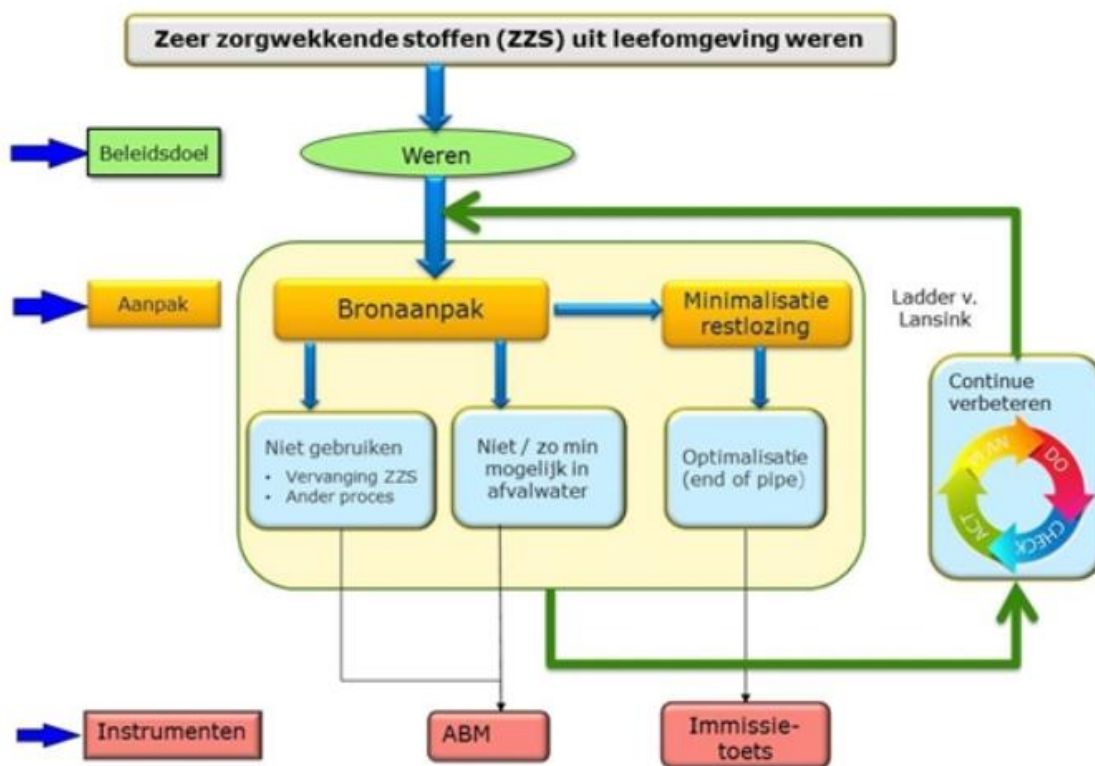 Zeer zorgwekkende stoffen (ZZS) uit leefomgeving weren
Beleidsdoel
Weren
Aanpak
Bronaanpak
Minimalisatie
restlozing
Ladder v.
Lansink
Niet gebruiken
• Vervanging ZZS
• Ander proces
Niet / zo min
mogelijk in
afvalwater
Optimalisatie
(end of pipe)
Continue
verbeteren
PLAN
DO
CHECK
ACT
Instrumenten
ABM
Immissie-
toets